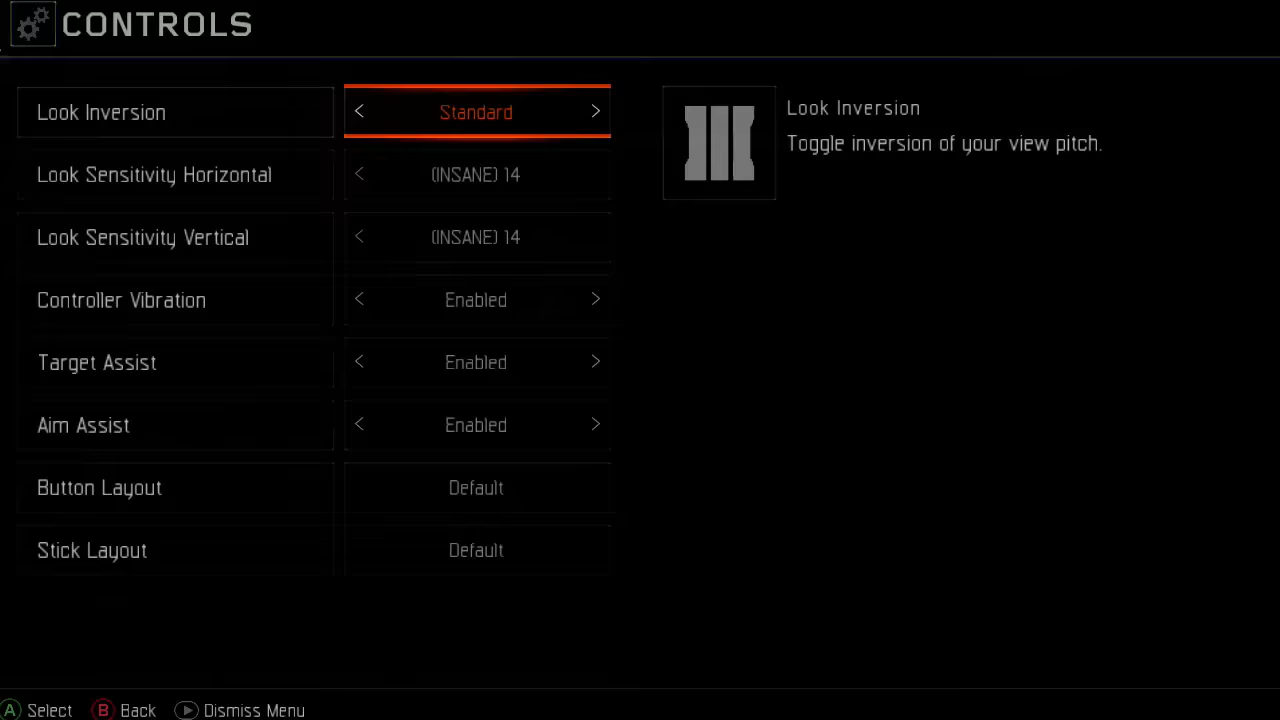 CONTROLS
Look Inversion < Standard >
Look Sensitivity Horizontal < (INSANE) 14
Look Sensitivity Vertical < (INSANE) 14
Controller Vibration < Enabled >
Target Assist < Enabled >
Aim Assist < Enabled >
Button Layout Default
Stick Layout Default
III
Look Inversion
Toggle inversion of your view pitch.
A Select B Back Dismiss Menu